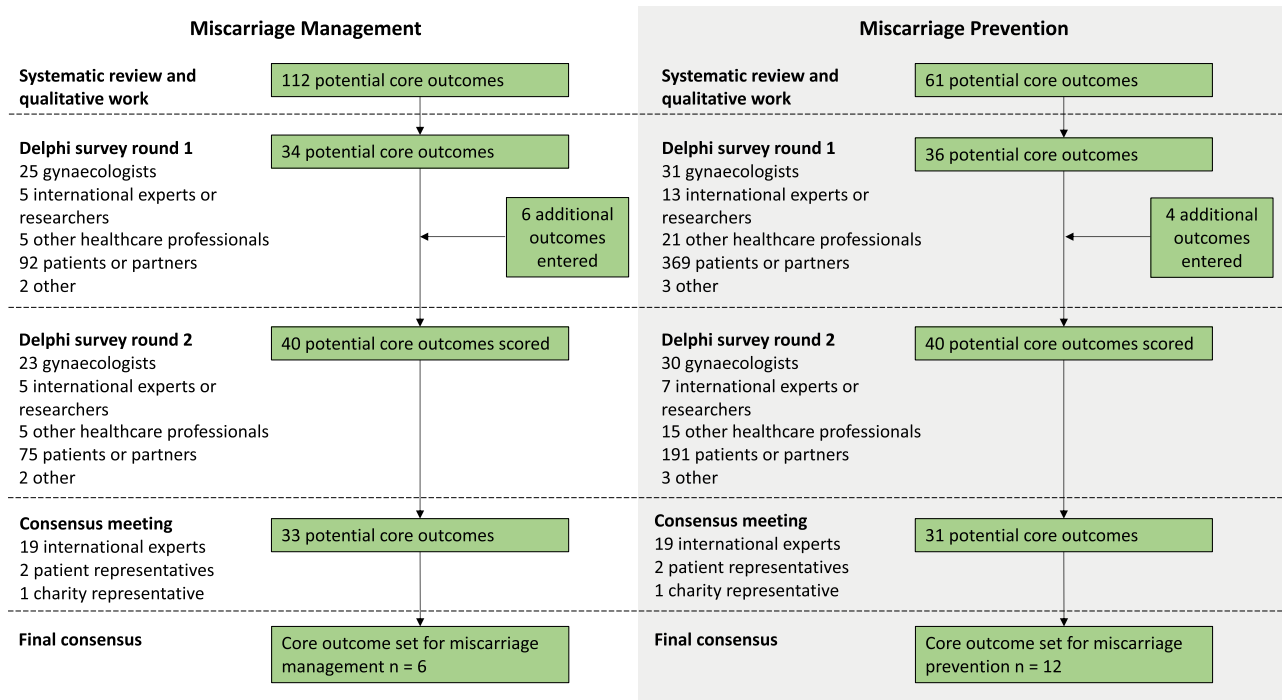 Miscarriage Management
Systematic review and
qualitative work
112 potential core outcomes
Delphi survey round 1
25 gynaecologists
5 international experts or
researchers
5 other healthcare professionals
92 patients or partners
2 other
34 potential core outcomes
6 additional
outcomes
entered
Delphi survey round 2
23 gynaecologists
5 international experts or
researchers
5 other healthcare professionals
75 patients or partners
2 other
40 potential core outcomes scored
Consensus meeting
19 international experts
2 patient representatives
1 charity representative
33 potential core outcomes
Final consensus
Core outcome set for miscarriage
management n = 6
Miscarriage Prevention
Systematic review and
qualitative work
61 potential core outcomes
Delphi survey round 1
31 gynaecologists
13 international experts or
researchers
21 other healthcare professionals
369 patients or partners
3 other
36 potential core outcomes
4 additional
outcomes
entered
Delphi survey round 2
30 gynaecologists
7 international experts or
researchers
15 other healthcare professionals
191 patients or partners
3 other
40 potential core outcomes scored
Consensus meeting
19 international experts
2 patient representatives
1 charity representative
31 potential core outcomes
Final consensus
Core outcome set for miscarriage
prevention n = 12